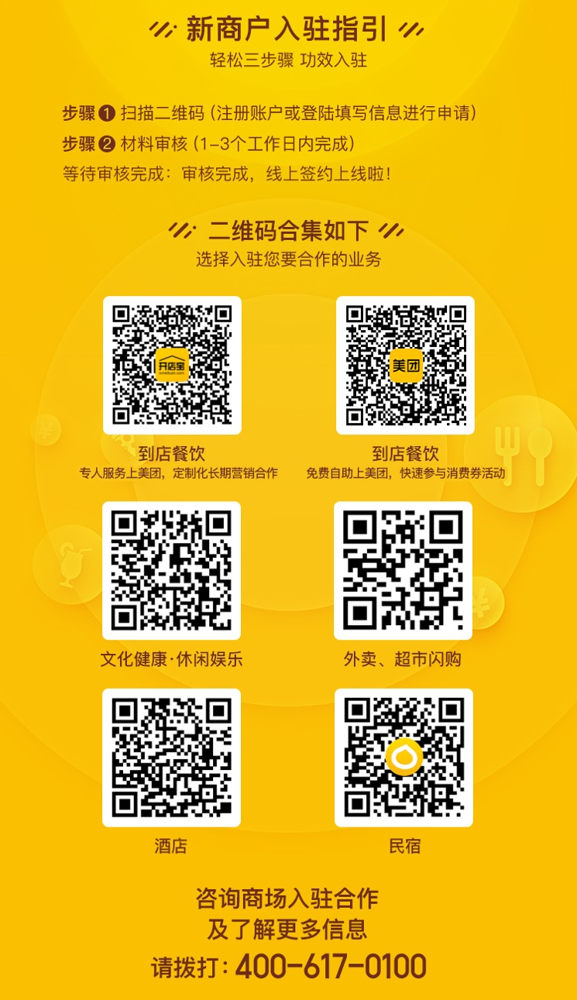 新商户入驻指引
轻松三步骤 功效入驻
步骤1 扫描二维码 (注册账户或登陆填写信息进行申请)
步骤2 材料审核 (1-3个工作日内完成)
等待审核完成：审核完成，线上签约上线啦！
二维码合集如下
选择入驻您要合作的业务
开店宝
美团
到店餐饮
到店餐饮
专人服务上美团，定制化长期营销合作
免费自助上美团，快速参与消费券活动
文化健康·休闲娱乐
外卖、超市闪购
酒店
民宿
咨询商场入驻合作
及了解更多信息
请拨打：400-617-0100